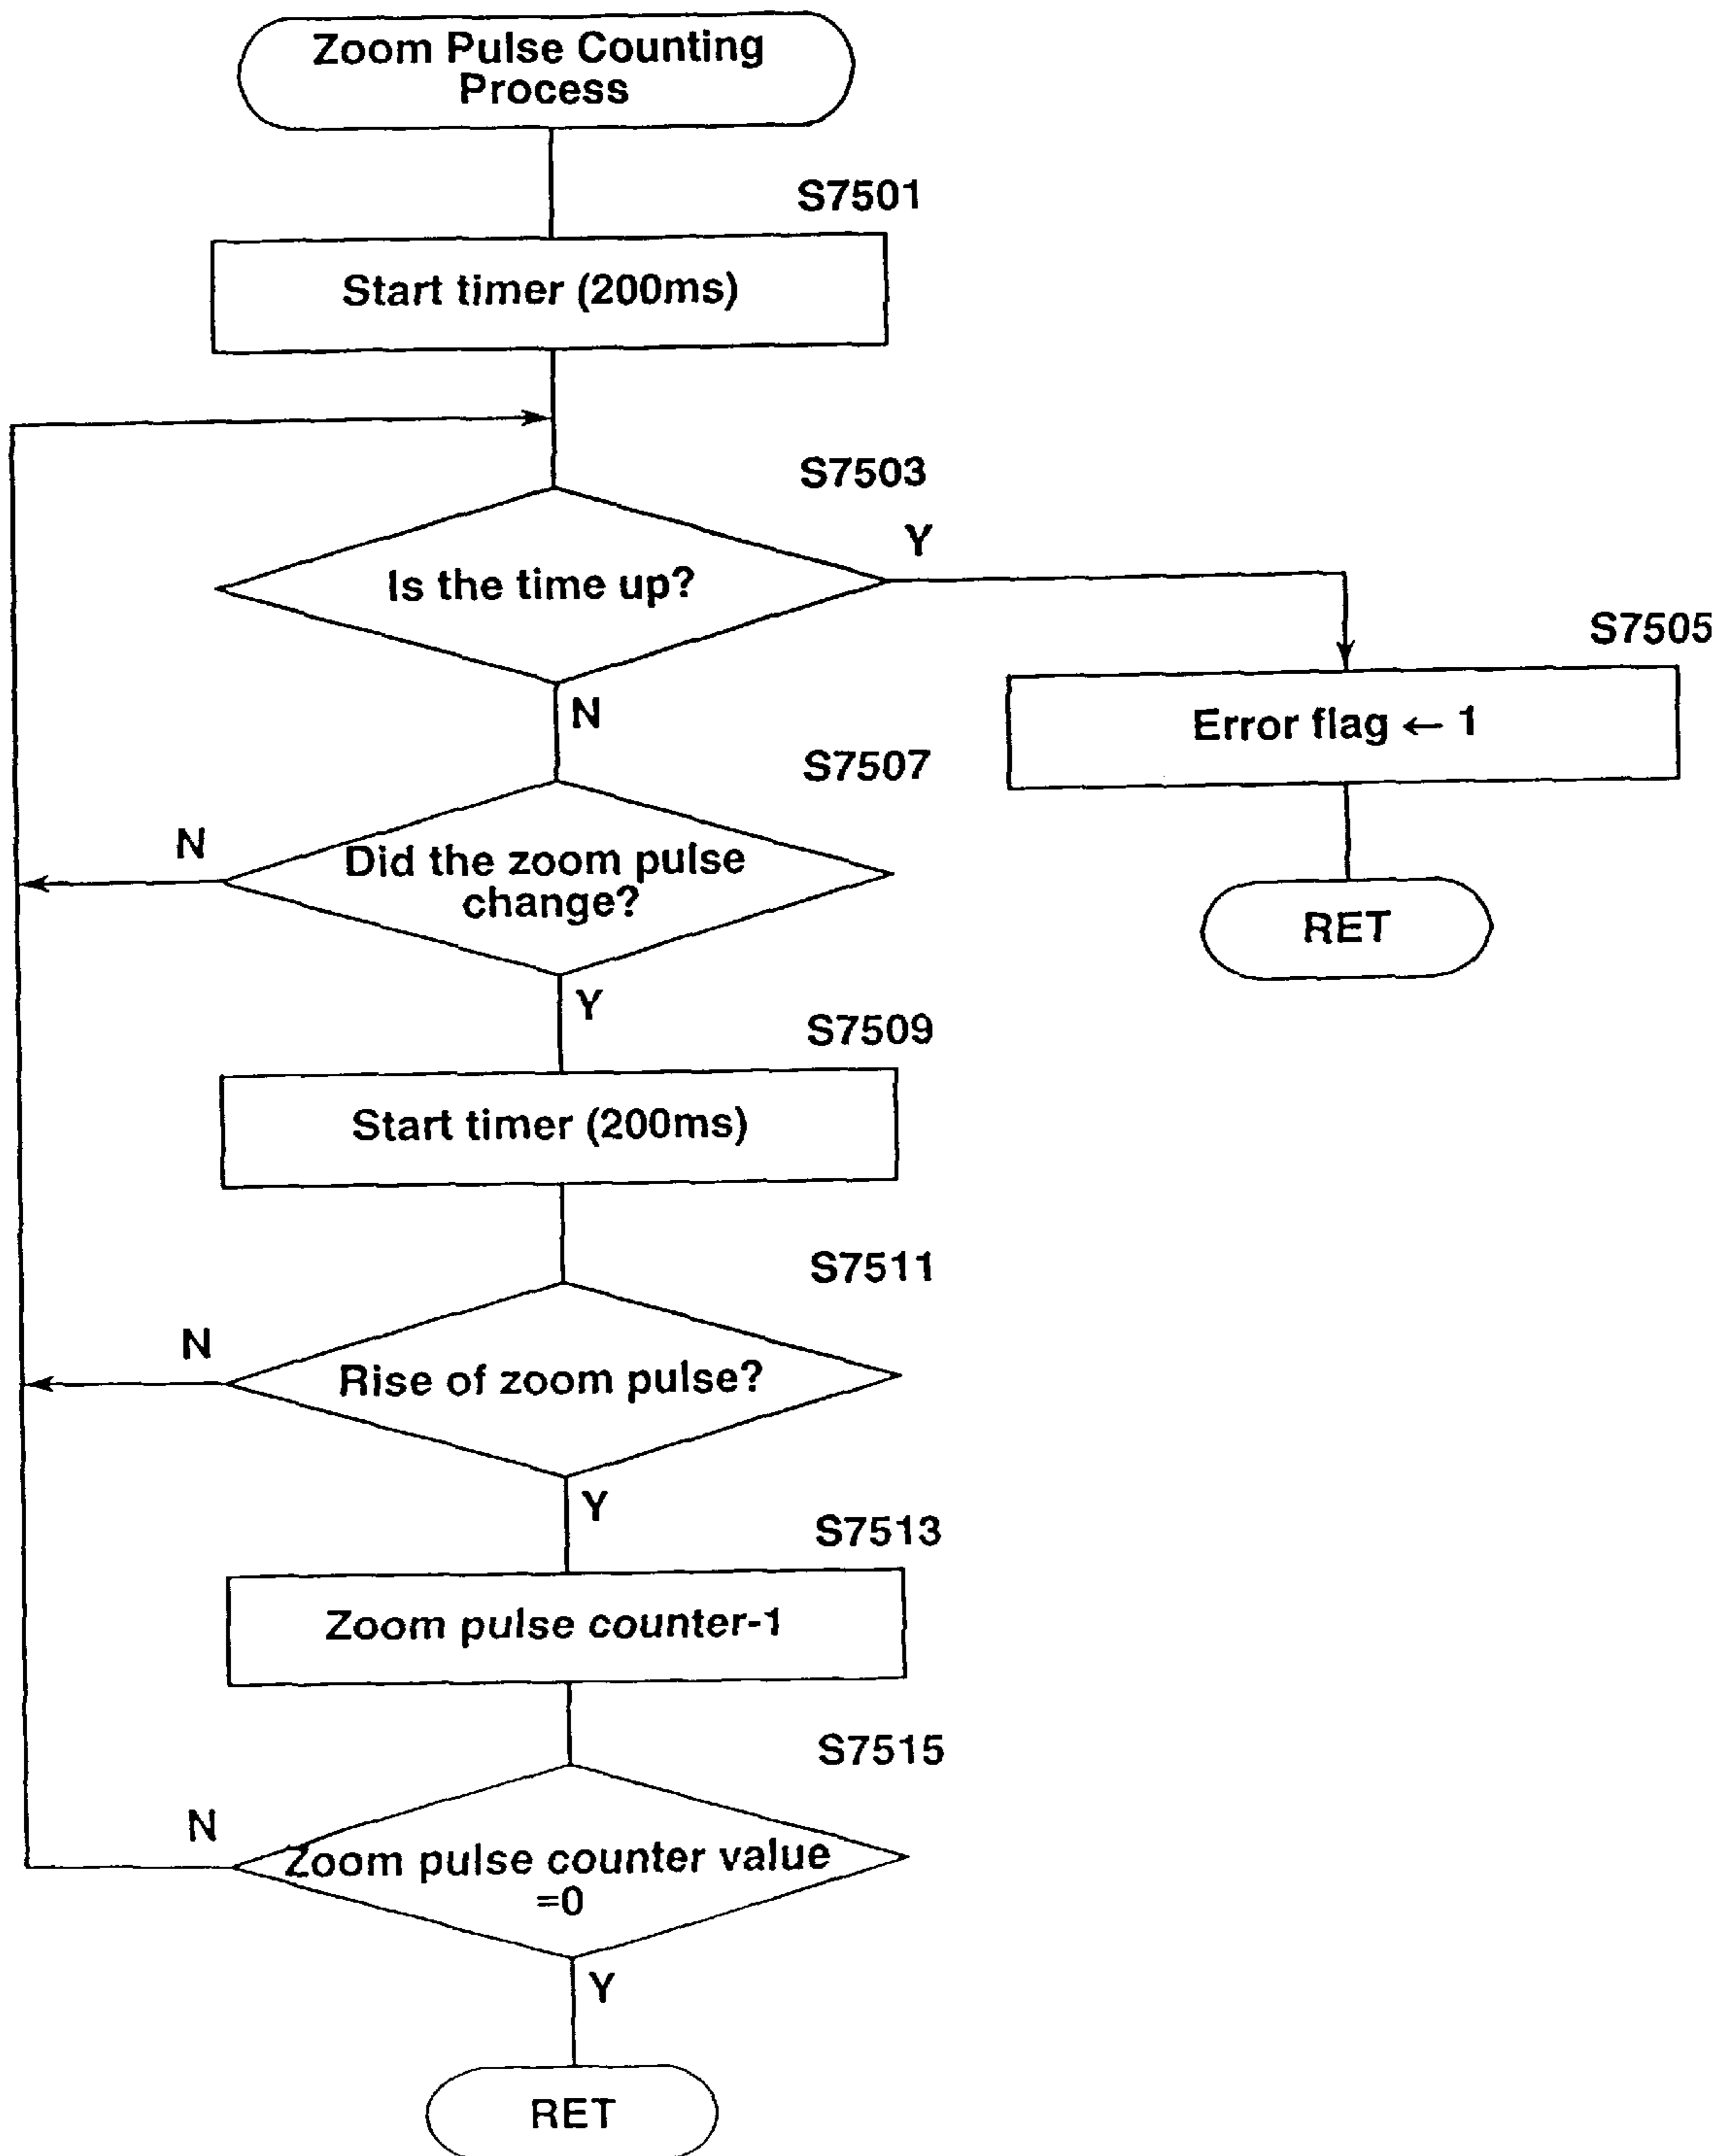 Zoom Pulse Counting
Process
S7501
Start timer (200ms)
S7503
Is the time up?
Y
N
S7505
Error flag ← 1
RET
S7507
Did the zoom pulse
change?
N
Y
S7509
Start timer (200ms)
S7511
Rise of zoom pulse?
N
Y
S7513
Zoom pulse counter-1
S7515
Zoom pulse counter value
=0
N
Y
RET